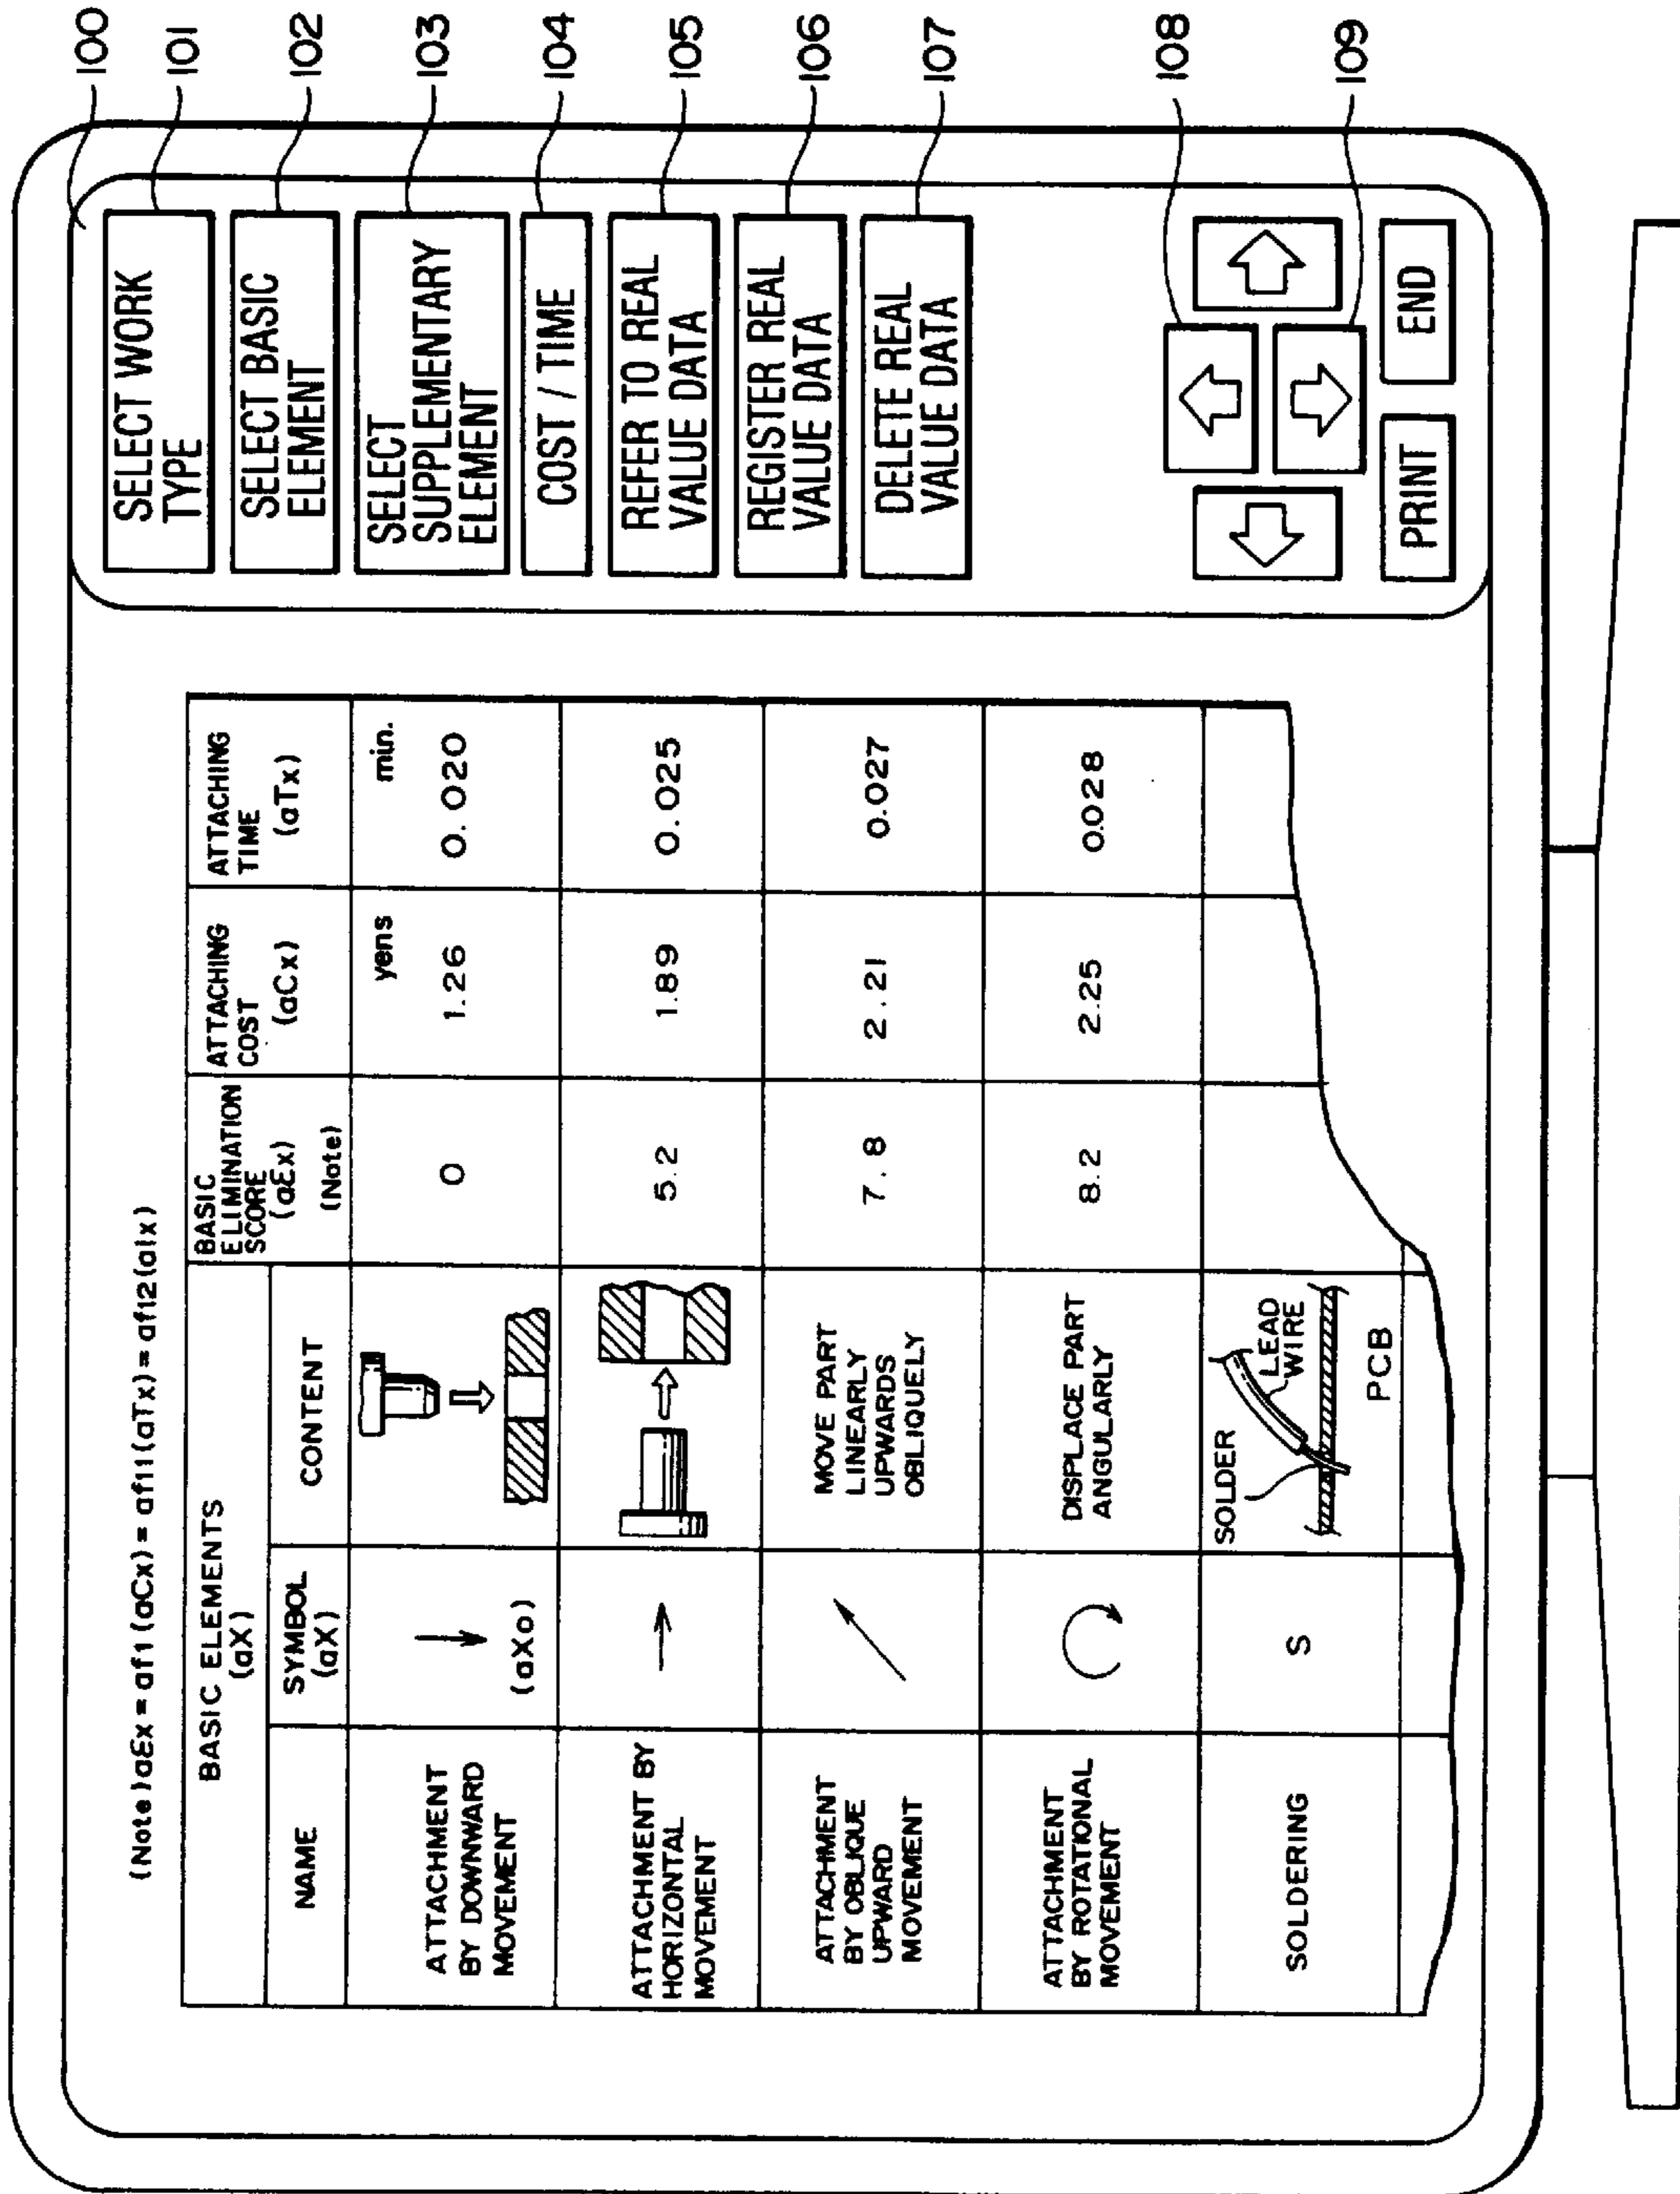 (Note) aEx = af1 (aCx) = af11 (aTx) = af12 (aIx)
BASIC ELEMENTS
(aX)
BASIC
ELIMINATION
SCORE
(aEx)
(Note)
ATTACHING
COST
(aCx)
ATTACHING
TIME
(aTx)
NAME
SYMBOL
(aX)
CONTENT
ATTACHMENT
BY DOWNWARD
MOVEMENT
↓
(aXo)
0
yens
1.26
min.
0.020
ATTACHMENT BY
HORIZONTAL
MOVEMENT
→
5.2
1.89
0.025
ATTACHMENT
BY OBLIQUE
UPWARD
MOVEMENT
MOVE PART
LINEARLY
UPWARDS
OBLIQUELY
7.8
2.21
0.027
ATTACHMENT
BY ROTATIONAL
MOVEMENT
DISPLACE PART
ANGULARLY
8.2
2.25
0.028
SOLDERING
S
SOLDER
LEAD
WIRE
PCB
SELECT WORK
TYPE
SELECT BASIC
ELEMENT
SELECT
SUPPLEMENTARY
ELEMENT
COST / TIME
REFER TO REAL
VALUE DATA
REGISTER REAL
VALUE DATA
DELETE REAL
VALUE DATA
PRINT
END
100
101
102
103
104
105
106
107
108
109